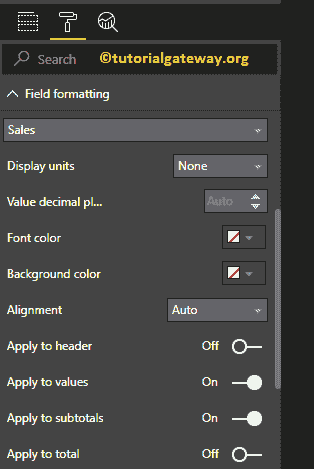 Search ©tutorialgateway.org
Field formatting
Sales
Display units None
Value decimal pl... Auto
Font color
Background color
Alignment Auto
Apply to header Off
Apply to values On
Apply to subtotals On
Apply to total Off